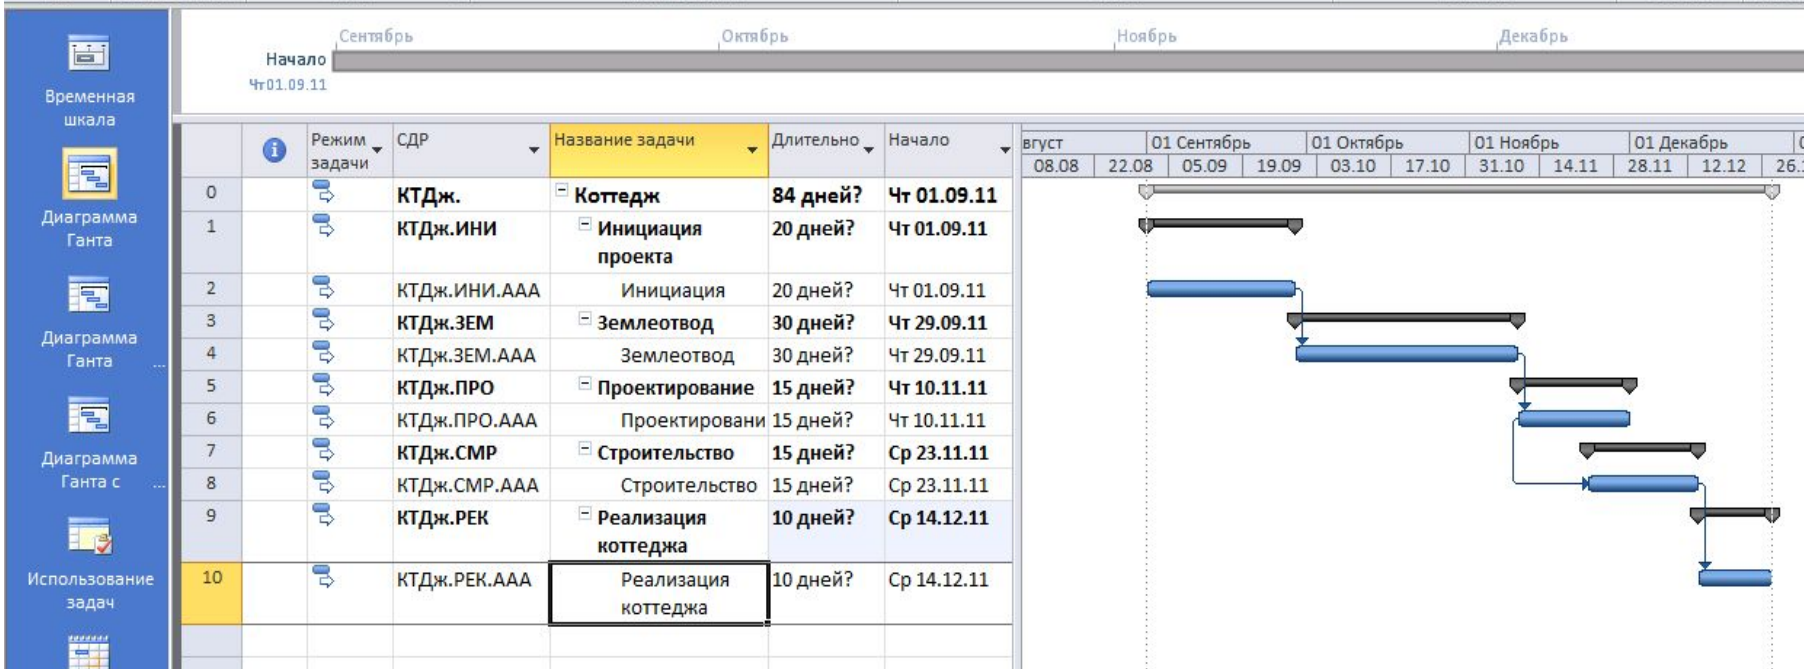 Сентябрь Октябрь Ноябрь Декабрь
Начало
Чт 01.09.11
Временная
шкала
Диаграмма
Ганта
Диаграмма
Ганта ...
Диаграмма
Ганта с ...
Использование
задач
Режим задачи СДР Название задачи Длительно Начало
вгуст 01 Сентябрь 01 Октябрь 01 Ноябрь 01 Декабрь
08.08 22.08 05.09 19.09 03.10 17.10 31.10 14.11 28.11 12.12 26.
0 КТДж. Коттедж 84 дней? Чт 01.09.11
1 КТДж.ИНИ Инициация 20 дней? Чт 01.09.11
проекта
2 КТДж.ИНИ.ААА Инициация 20 дней? Чт 01.09.11
3 КТДж.ЗЕМ Землеотвод 30 дней? Чт 29.09.11
4 КТДж.ЗЕМ.ААА Землеотвод 30 дней? Чт 29.09.11
5 КТДж.ПРО Проектирование 15 дней? Чт 10.11.11
6 КТДж.ПРО.ААА Проектировани 15 дней? Чт 10.11.11
7 КТДж.СМР Строительство 15 дней? Ср 23.11.11
8 КТДж.СМР.ААА Строительство 15 дней? Ср 23.11.11
9 КТДж.РЕК Реализация 10 дней? Ср 14.12.11
коттеджа
10 КТДж.РЕК.ААА Реализация 10 дней? Ср 14.12.11
коттеджа